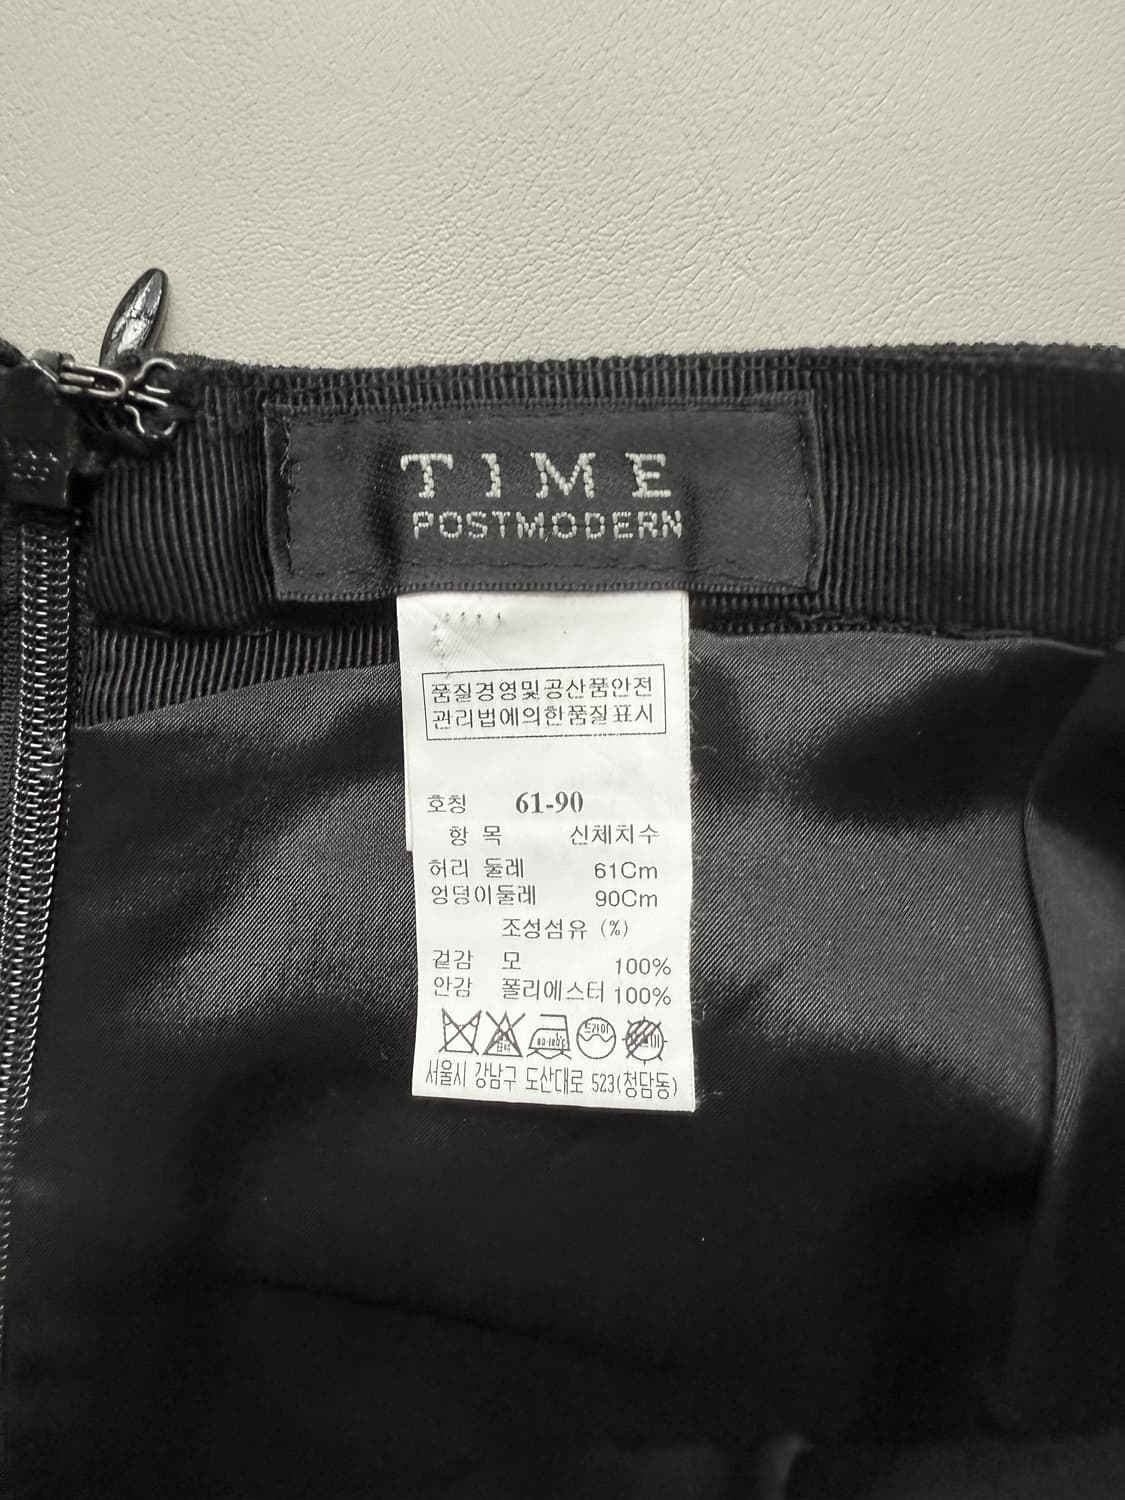 TIME
POSTMODERN
품질경영및공산품안전
관리법에의한품질표시
호칭 61-90
항 목 신체치수
허리 둘레 61Cm
엉덩이둘레 90Cm
조성섬유 (%)
겉감 모 100%
안감 폴리에스터 100%
드라이
서울시 강남구 도산대로 523(청담동)